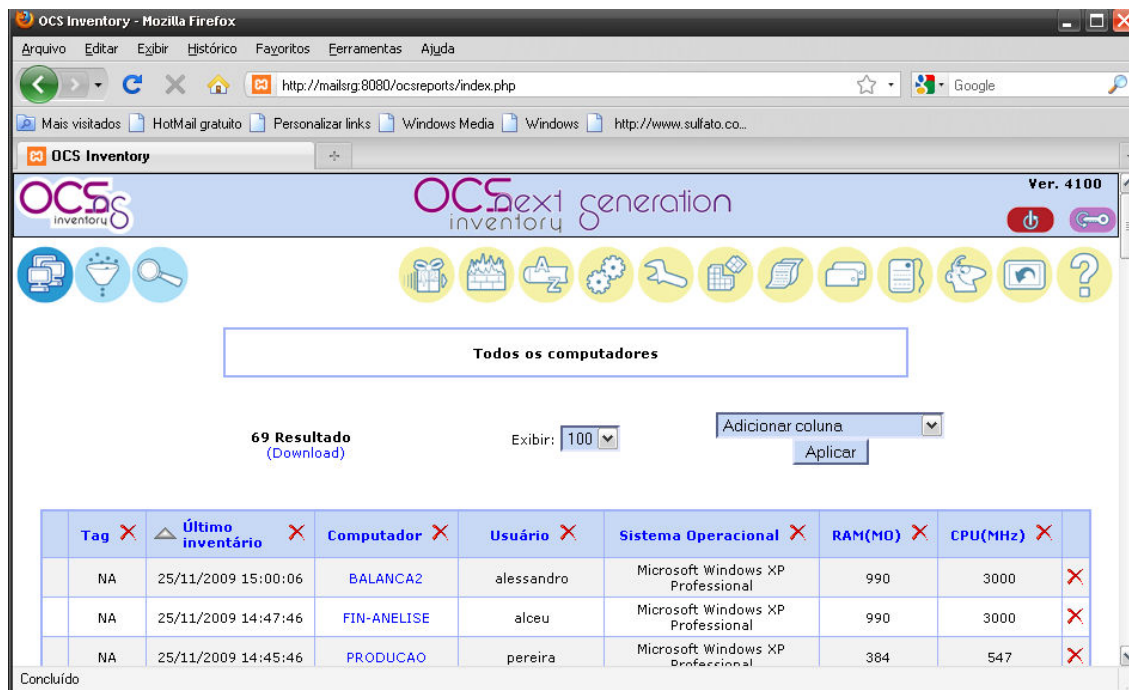 OCS Inventory - Mozilla Firefox
Arquivo Editar Exibir Histórico Favoritos Ferramentas Ajuda
http://mailsrg:8080/ocsreports/index.php Google
Mais visitados HotMail gratuito Personalizar links Windows Media Windows http://www.sulfato.co...
OCS Inventory
OCS inventory NG
OCS inventory next generation
Ver. 4100
Todos os computadores
69 Resultado
(Download)
Exibir: 100
Adicionar coluna
Aplicar
Tag Último inventário Computador Usuário Sistema Operacional RAM(MO) CPU(MHz)
NA 25/11/2009 15:00:06 BALANCA2 alessandro Microsoft Windows XP Professional 990 3000
NA 25/11/2009 14:47:46 FIN-ANELISE alceu Microsoft Windows XP Professional 990 3000
NA 25/11/2009 14:45:46 PRODUCAO pereira Microsoft Windows XP Professional 384 547
Concluído